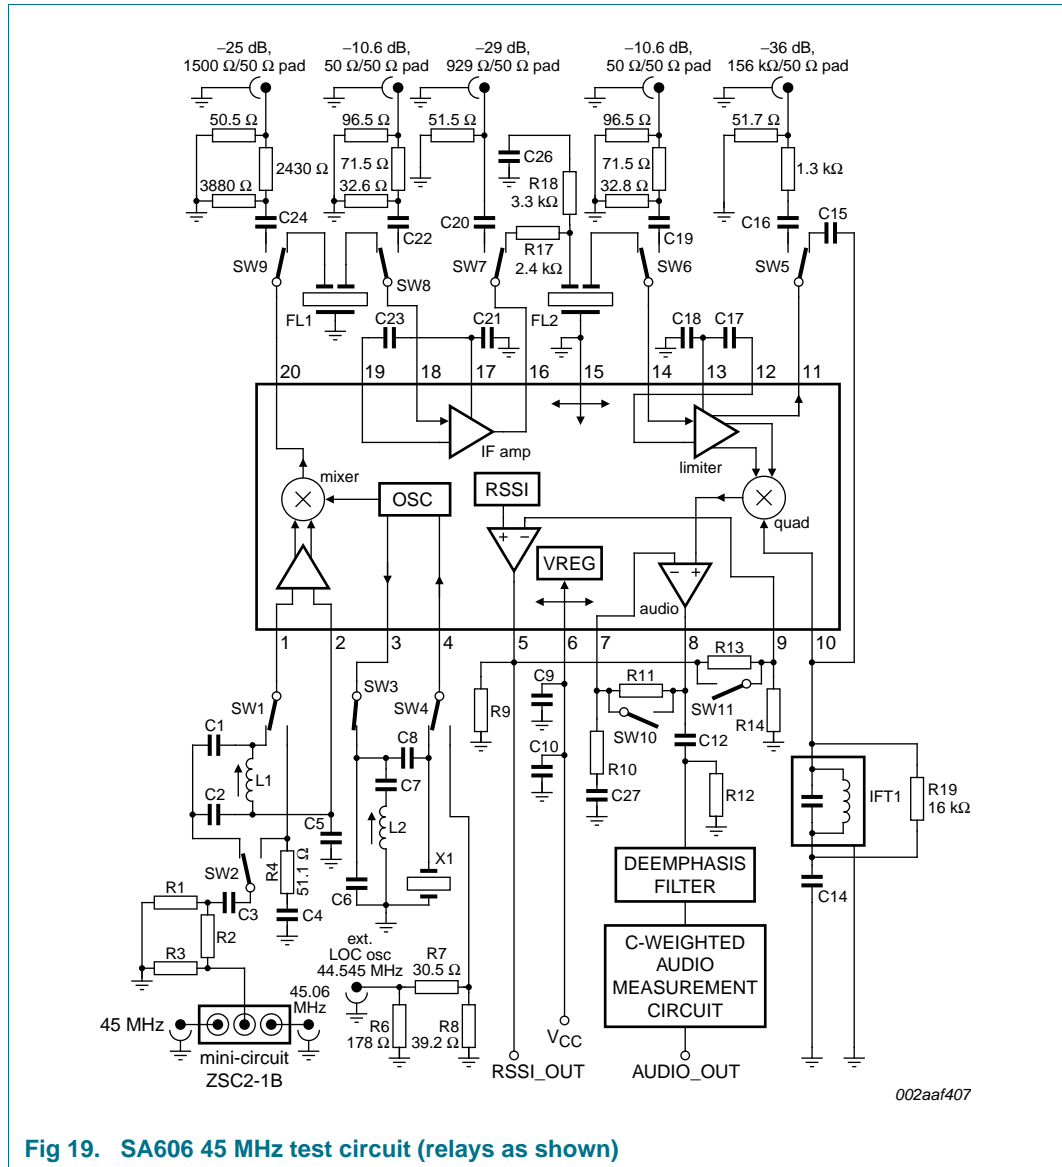 –25 dB,
1500 Ω/50 Ω pad
–10.6 dB,
50 Ω/50 Ω pad
–29 dB,
929 Ω/50 Ω pad
–10.6 dB,
50 Ω/50 Ω pad
–36 dB,
156 kΩ/50 Ω pad
50.5 Ω
96.5 Ω
51.5 Ω
96.5 Ω
51.7 Ω
2430 Ω
71.5 Ω
C26
R18
3.3 kΩ
71.5 Ω
1.3 kΩ
3880 Ω
32.6 Ω
32.8 Ω
C24
C22
C20
C19
C16
C15
R17
2.4 kΩ
SW9
SW8
SW7
SW6
SW5
FL1
FL2
C23
C21
C18
C17
20
19
18
17
16
15
14
13
12
11
IF amp
limiter
mixer
OSC
RSSI
quad
+
–
VREG
–
+
audio
1
2
3
4
5
6
7
8
9
10
SW1
SW3
SW4
R9
C9
R11
R13
SW11
R14
SW10
C1
L1
C8
C7
C10
R10
C12
C2
C5
L2
C27
R12
IFT1
R19
16 kΩ
SW2
R4
51.1 Ω
C6
X1
DEEMPHASIS
FILTER
C14
R1
C3
C4
R2
R3
ext.
LOC osc
44.545 MHz
R7
30.5 Ω
C-WEIGHTED
AUDIO
MEASUREMENT
CIRCUIT
45.06
MHz
45 MHz
R6
178 Ω
R8
39.2 Ω
VCC
mini-circuit
ZSC2-1B
RSSI_OUT
AUDIO_OUT
002aaf407
Fig 19. SA606 45 MHz test circuit (relays as shown)